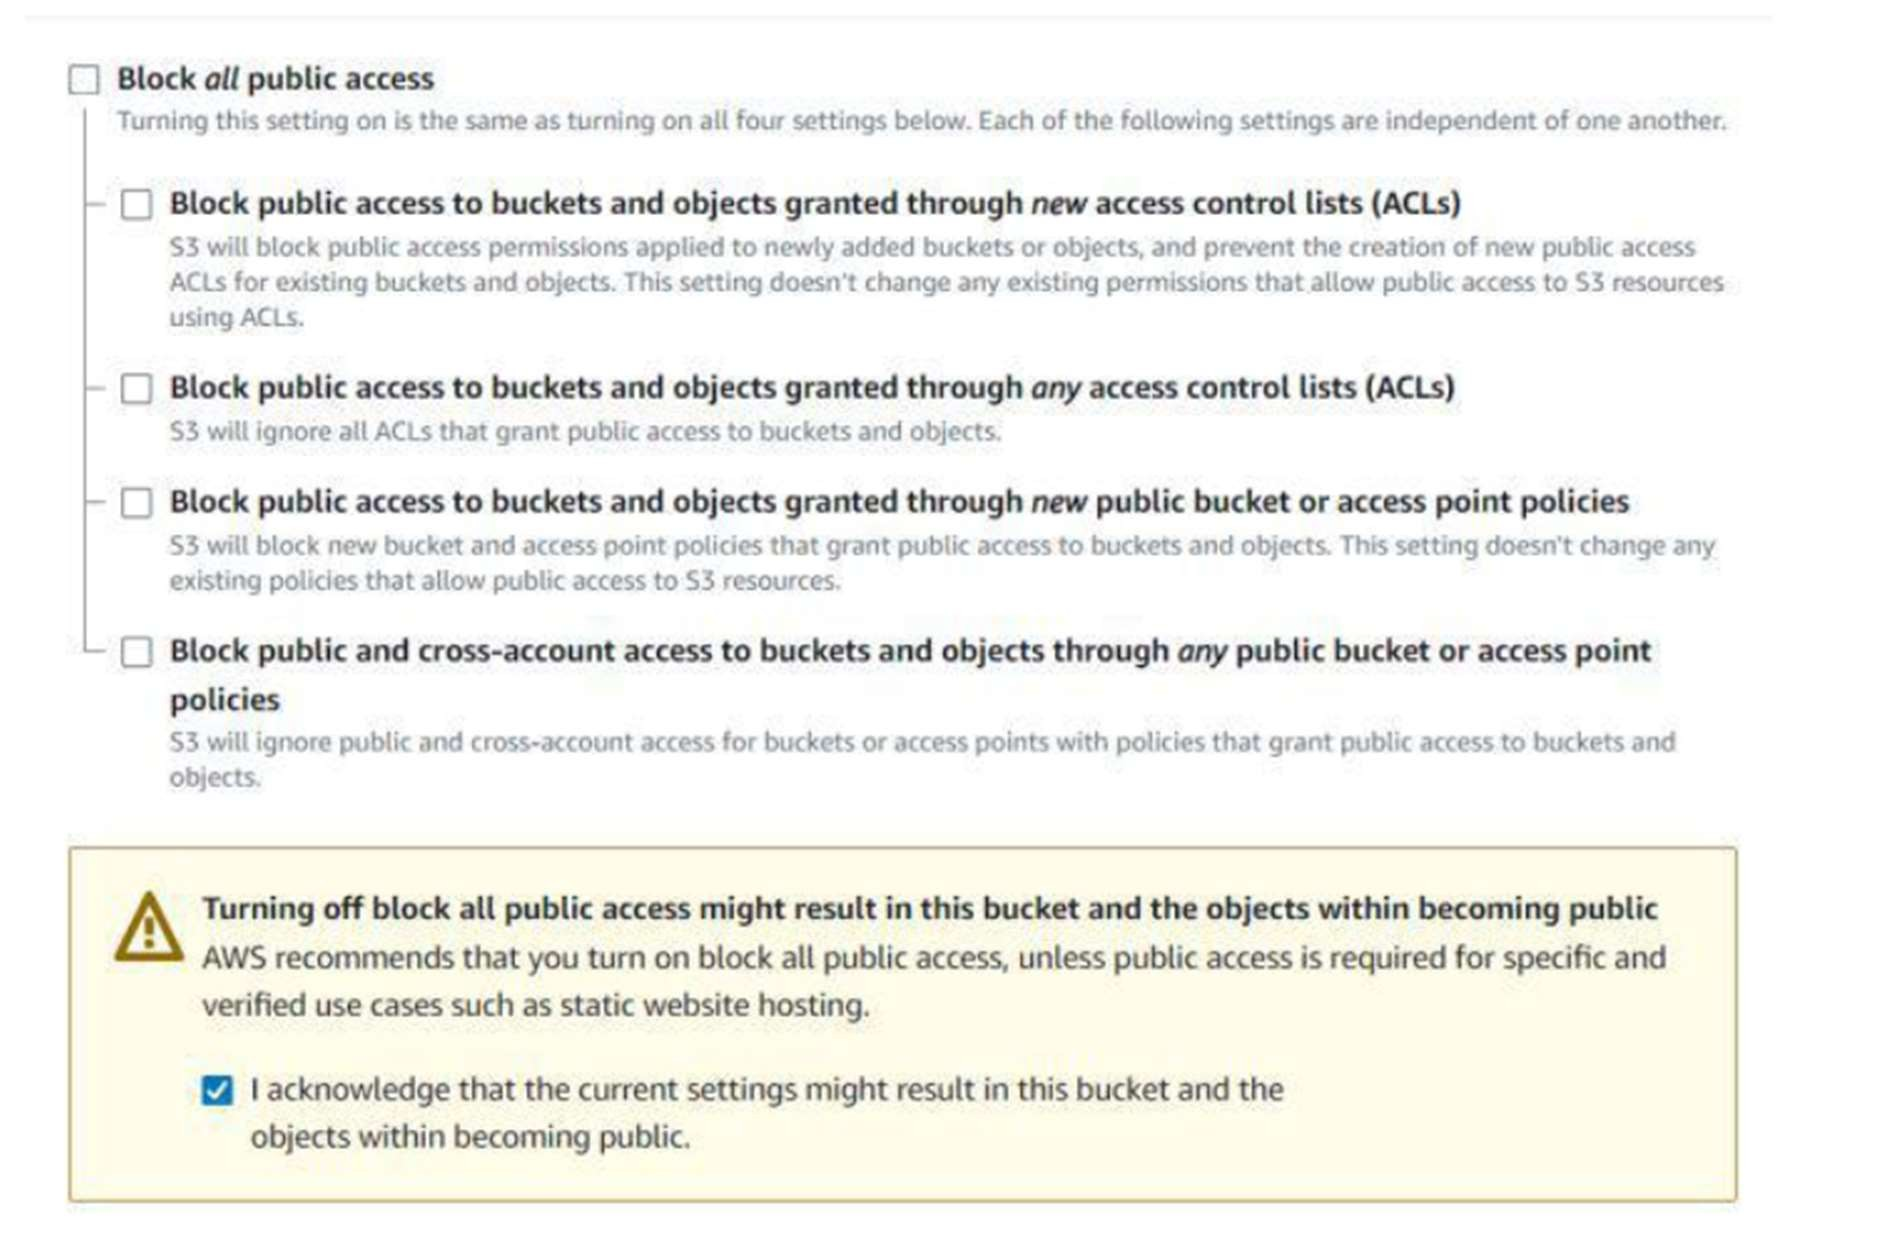 Block all public access
Turning this setting on is the same as turning on all four settings below. Each of the following settings are independent of one another.
Block public access to buckets and objects granted through new access control lists (ACLs)
S3 will block public access permissions applied to newly added buckets or objects, and prevent the creation of new public access
ACLs for existing buckets and objects. This setting doesn't change any existing permissions that allow public access to S3 resources
using ACLs.
Block public access to buckets and objects granted through any access control lists (ACLs)
S3 will ignore all ACLs that grant public access to buckets and objects.
Block public access to buckets and objects granted through new public bucket or access point policies
S3 will block new bucket and access point policies that grant public access to buckets and objects. This setting doesn't change any
existing policies that allow public access to S3 resources.
Block public and cross-account access to buckets and objects through any public bucket or access point
policies
S3 will ignore public and cross-account access for buckets or access points with policies that grant public access to buckets and
objects.
Turning off block all public access might result in this bucket and the objects within becoming public
AWS recommends that you turn on block all public access, unless public access is required for specific and
verified use cases such as static website hosting.
I acknowledge that the current settings might result in this bucket and the
objects within becoming public.